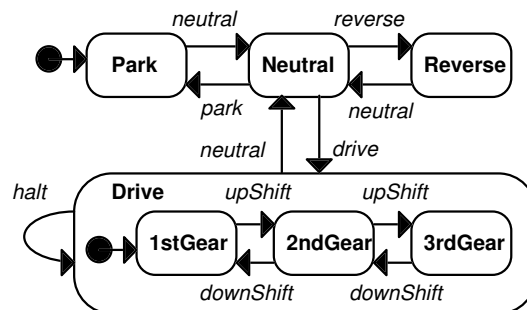 neutral reverse
Park Neutral Reverse
park neutral
neutral drive
halt Drive upShift upShift
1stGear 2ndGear 3rdGear
downShift downShift